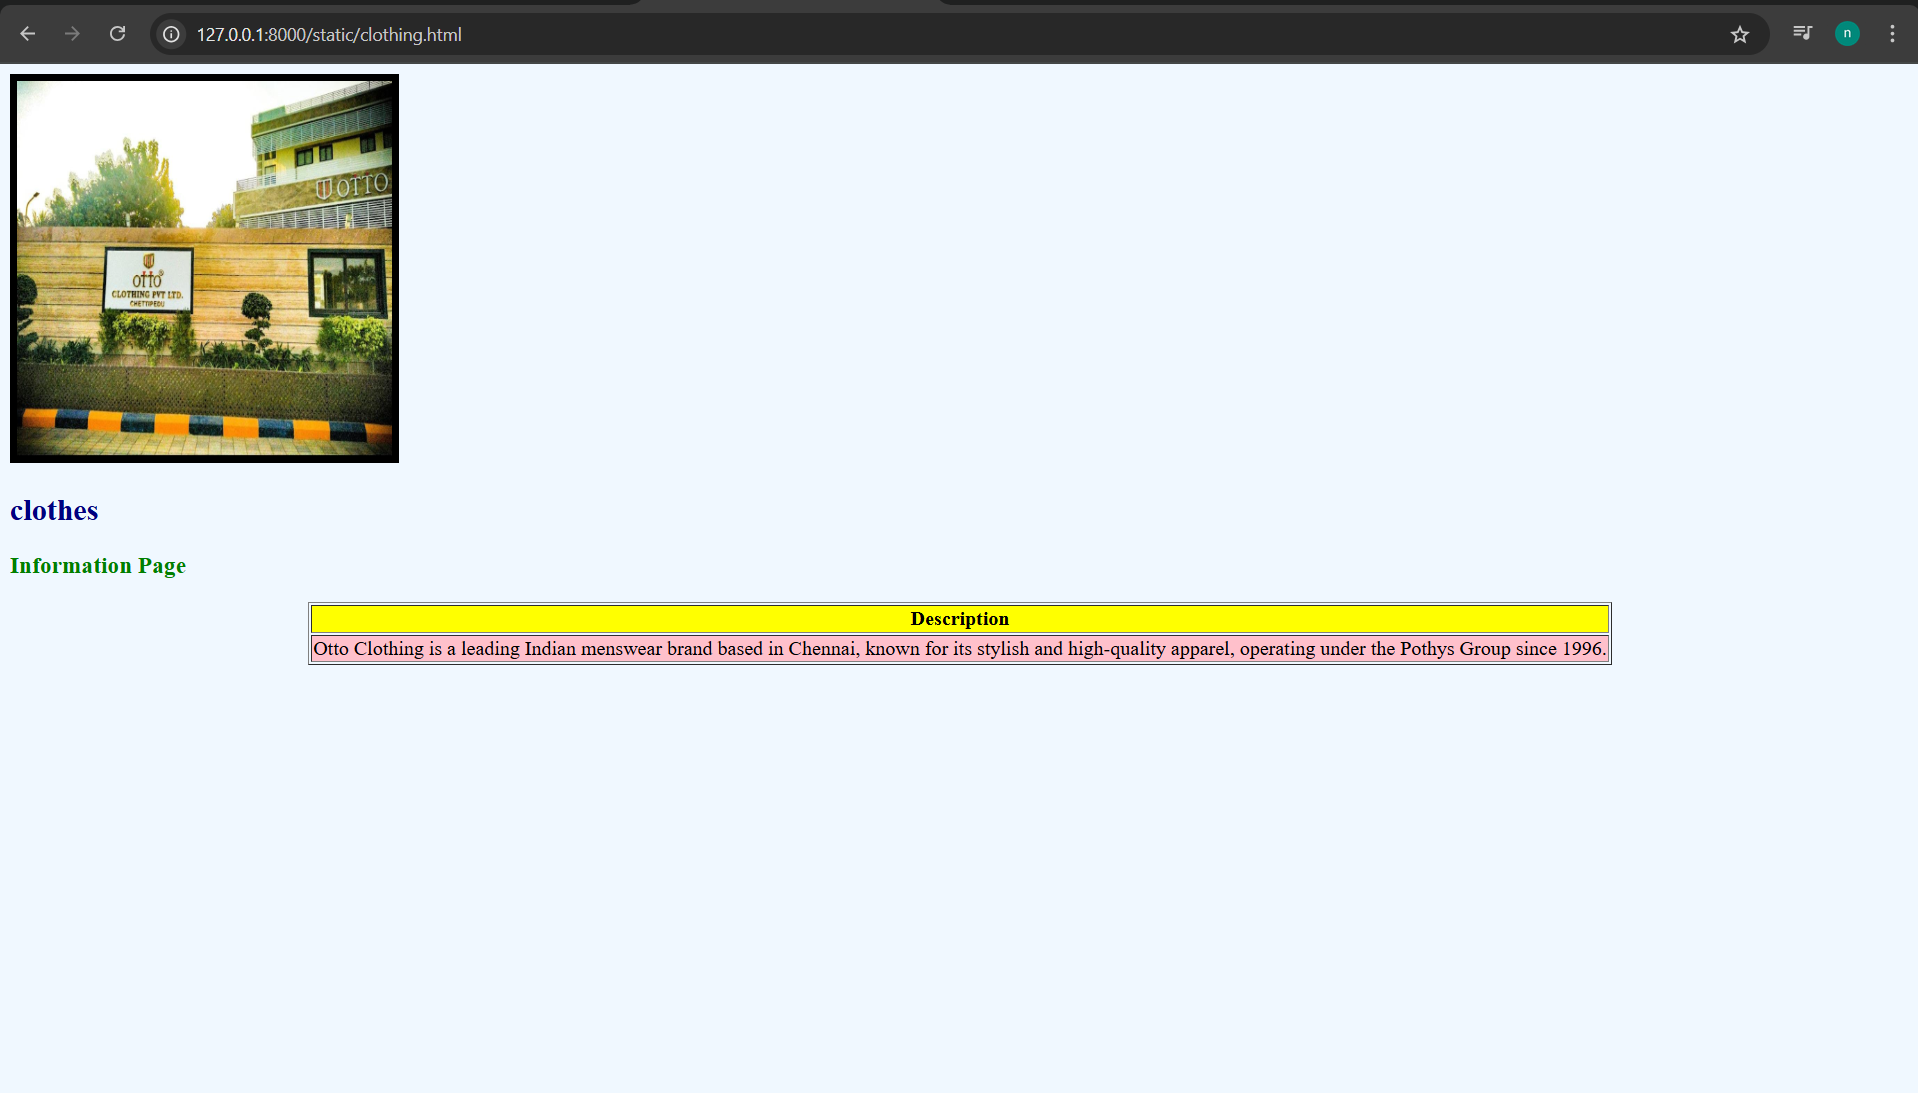 127.0.0.1:8000/static/clothing.html
n
OTTO
otto®
CLOTHING PVT LTD.
CHETTIPEDU
clothes
Information Page
Description
Otto Clothing is a leading Indian menswear brand based in Chennai, known for its stylish and high-quality apparel, operating under the Pothys Group since 1996.